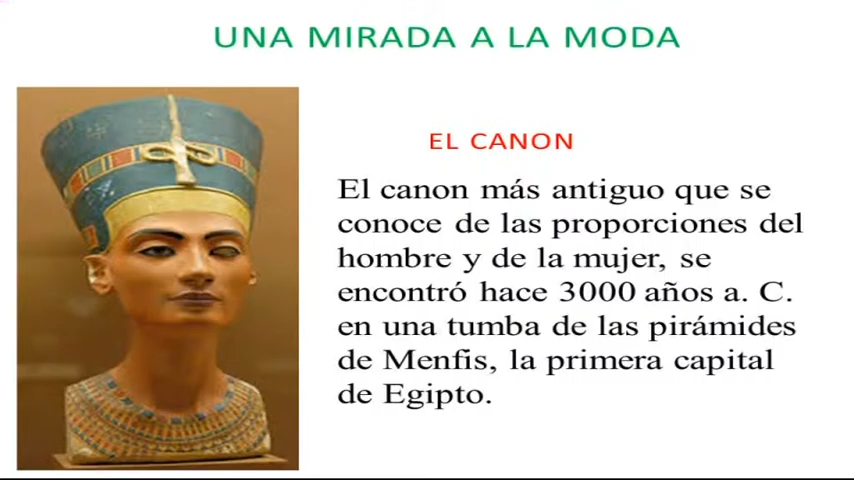 UNA MIRADA A LA MODA
EL CANON
El canon más antiguo que se
conoce de las proporciones del
hombre y de la mujer, se
encontró hace 3000 años a. C.
en una tumba de las pirámides
de Menfis, la primera capital
de Egipto.